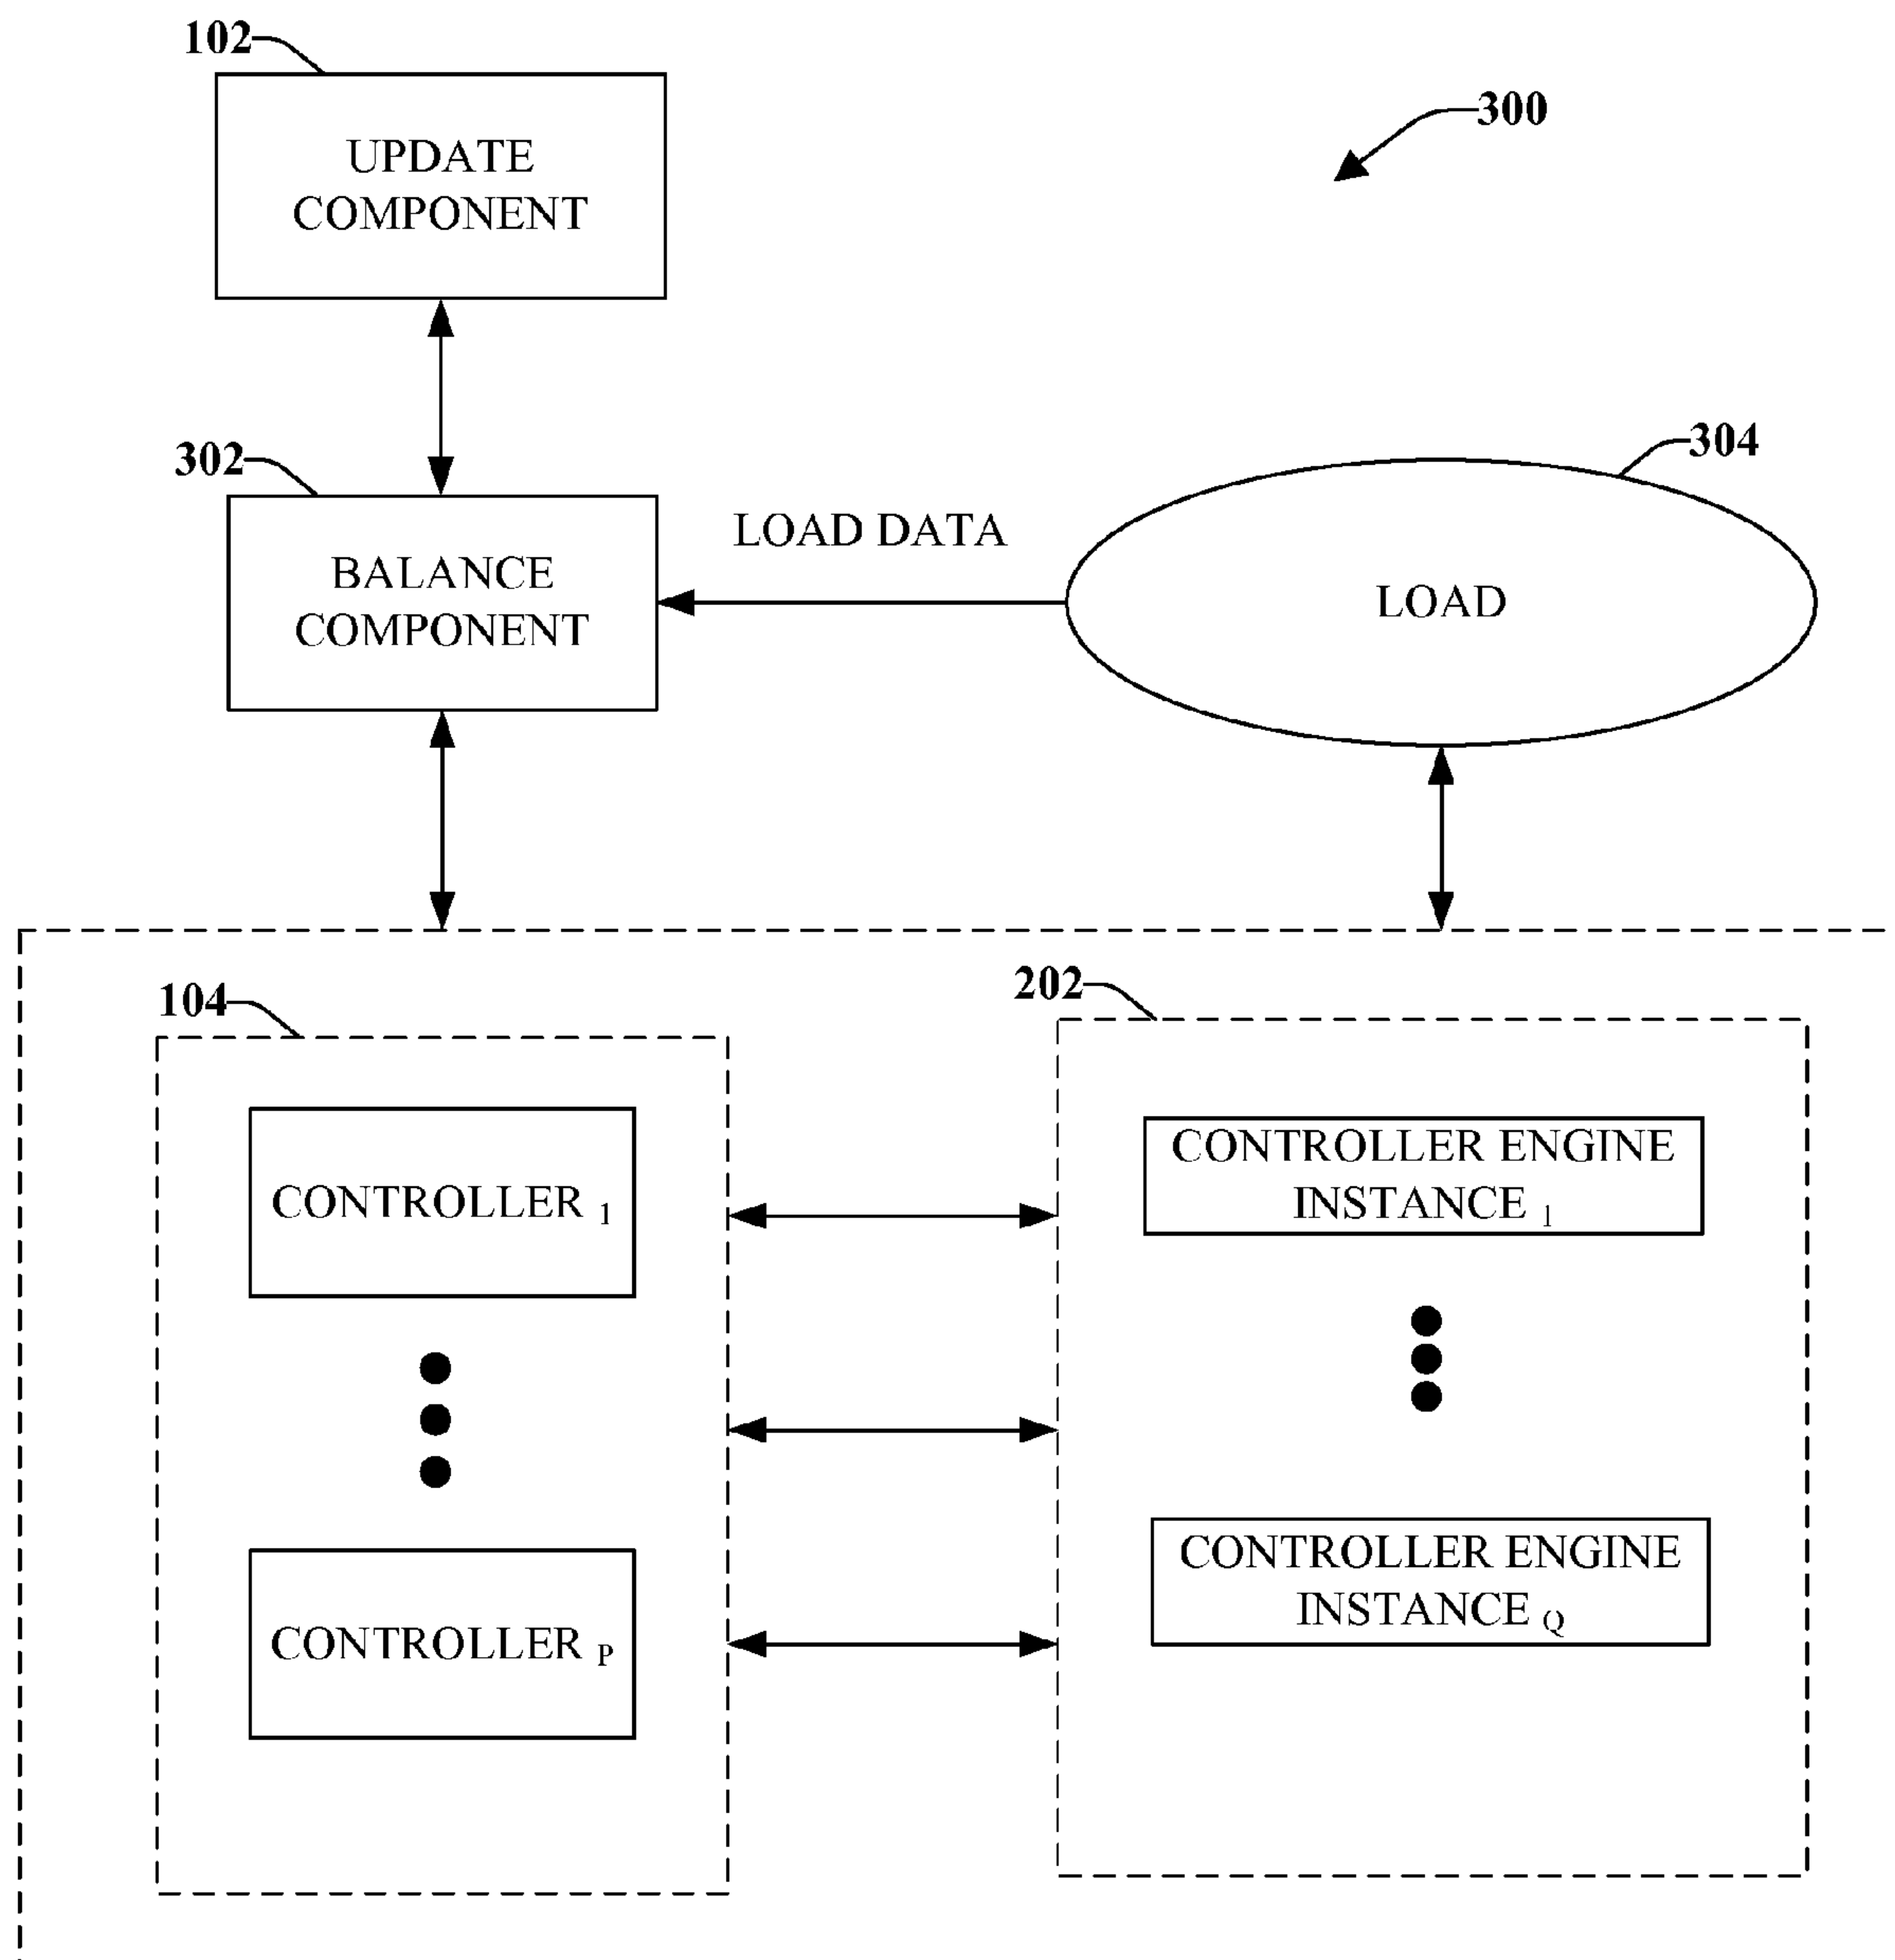 102
UPDATE
COMPONENT
300
302
304
BALANCE
COMPONENT
LOAD DATA
LOAD
104
202
CONTROLLER 1
CONTROLLER ENGINE
INSTANCE 1
CONTROLLER P
CONTROLLER ENGINE
INSTANCE Q